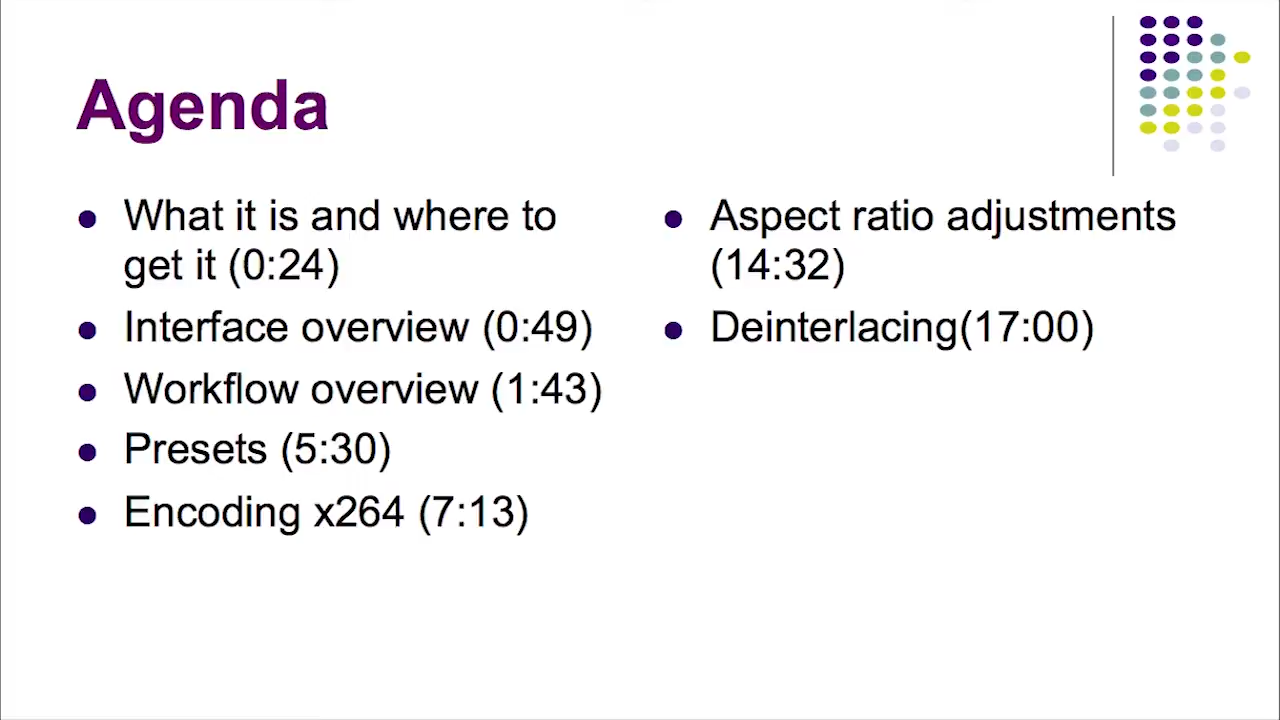 Agenda
What it is and where to
get it (0:24)
Interface overview (0:49)
Workflow overview (1:43)
Presets (5:30)
Encoding x264 (7:13)
Aspect ratio adjustments
(14:32)
Deinterlacing(17:00)